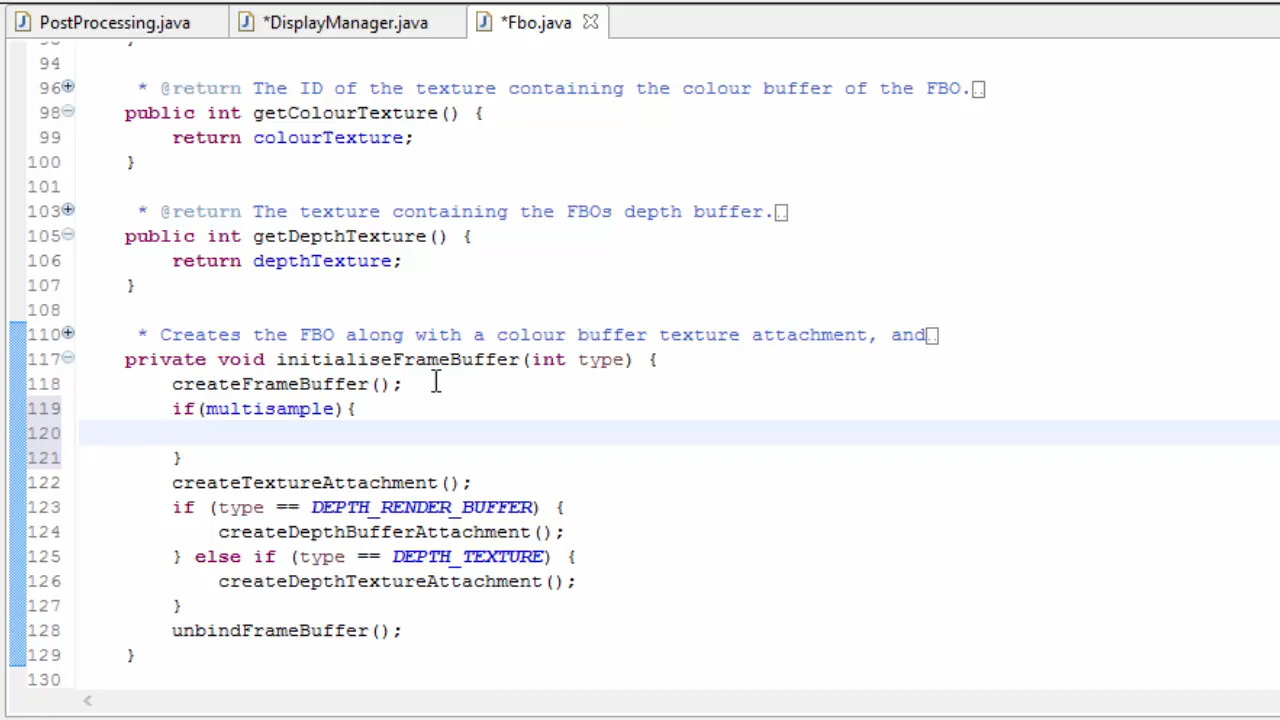 PostProcessing.java *DisplayManager.java *Fbo.java
94
96 * @return The ID of the texture containing the colour buffer of the FBO.
98 public int getColourTexture() {
99 return colourTexture;
100 }
101
103 * @return The texture containing the FBOs depth buffer.
105 public int getDepthTexture() {
106 return depthTexture;
107 }
108
110 * Creates the FBO along with a colour buffer texture attachment, and
117 private void initialiseFrameBuffer(int type) {
118 createFrameBuffer();
119 if(multisample){
120
121 }
122 createTextureAttachment();
123 if (type == DEPTH_RENDER_BUFFER) {
124 createDepthBufferAttachment();
125 } else if (type == DEPTH_TEXTURE) {
126 createDepthTextureAttachment();
127 }
128 unbindFrameBuffer();
129 }
130